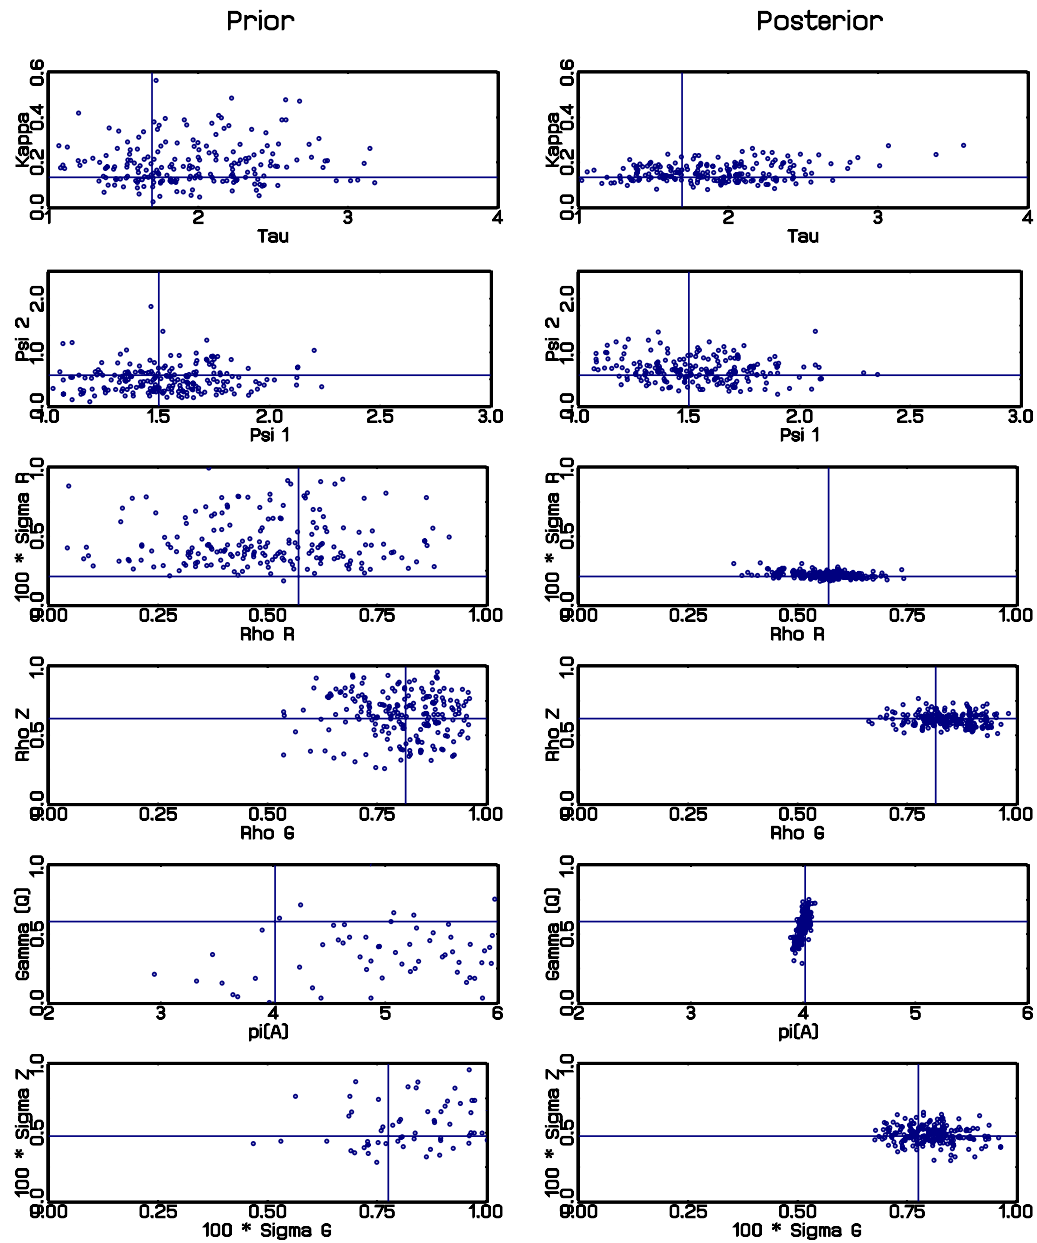 Prior Posterior
Kappa 0.0 0.2 0.4 0.6
1 2 3 4
Tau
Kappa 0.0 0.2 0.4 0.6
1 2 3 4
Tau
Psi 2 0.0 1.0 2.0
1.0 1.5 2.0 2.5 3.0
Psi 1
Psi 2 0.0 1.0 2.0
1.0 1.5 2.0 2.5 3.0
Psi 1
100 * Sigma R 0.0 0.5 1.0
0.00 0.25 0.50 0.75 1.00
Rho R
100 * Sigma R 0.0 0.5 1.0
0.00 0.25 0.50 0.75 1.00
Rho R
Rho Z 0.0 0.5 1.0
0.00 0.25 0.50 0.75 1.00
Rho G
Rho Z 0.0 0.5 1.0
0.00 0.25 0.50 0.75 1.00
Rho G
Gamma (Q) 0.0 0.5 1.0
2 3 4 5 6
pi(A)
Gamma (Q) 0.0 0.5 1.0
2 3 4 5 6
pi(A)
100 * Sigma Z 0.0 0.5 1.0
0.00 0.25 0.50 0.75 1.00
100 * Sigma G
100 * Sigma Z 0.0 0.5 1.0
0.00 0.25 0.50 0.75 1.00
100 * Sigma G